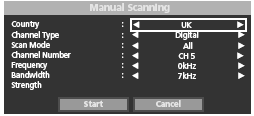 Manual Scanning
Country : ◄ UK ►
Channel Type : ◄ Digital ►
Scan Mode : ◄ All ►
Channel Number : ◄ CH 5 ►
Frequency : ◄ 0kHz ►
Bandwidth : ◄ 7kHz ►
Strength
Start Cancel